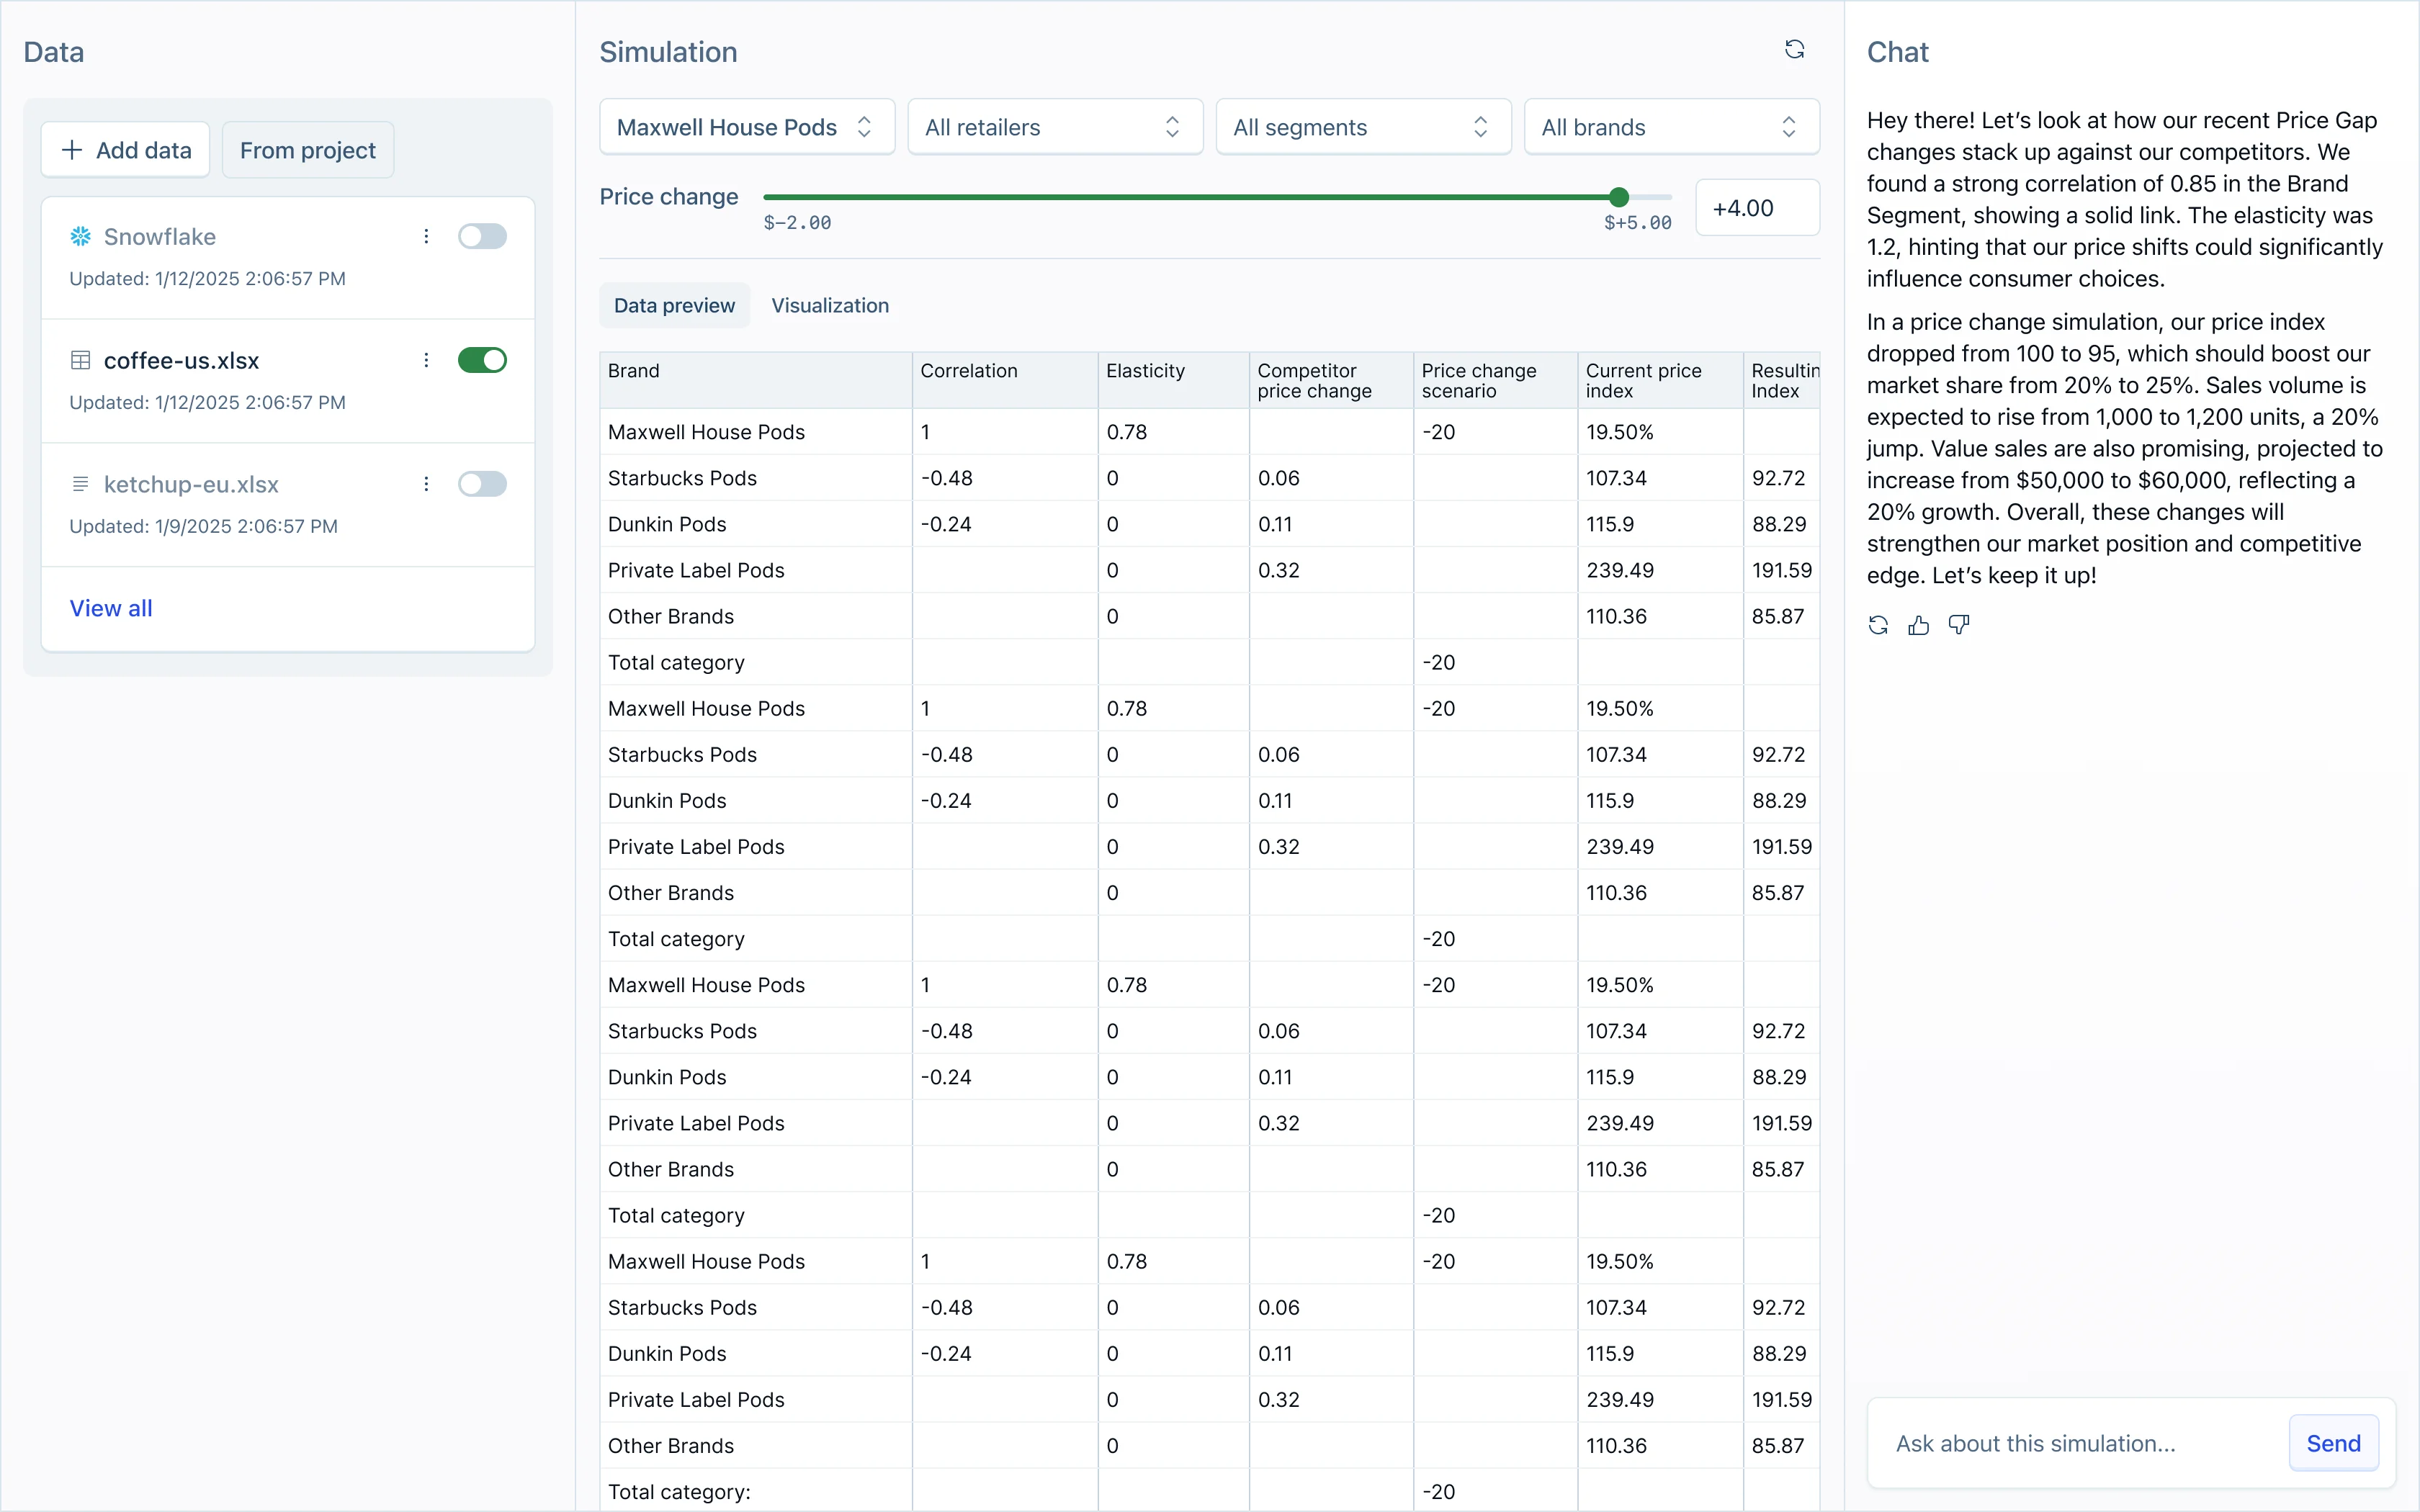 Data
Add data
From project
Snowflake
Updated: 1/12/2025 2:06:57 PM
coffee-us.xlsx
Updated: 1/12/2025 2:06:57 PM
ketchup-eu.xlsx
Updated: 1/9/2025 2:06:57 PM
View all
Simulation
Maxwell House Pods All retailers All segments All brands
Price change
$-2.00 $+5.00
+4.00
Data preview Visualization
Brand Correlation Elasticity Competitor price change Price change scenario Current price index Resultin Index
Maxwell House Pods 1 0.78 -20 19.50%
Starbucks Pods -0.48 0 0.06 107.34 92.72
Dunkin Pods -0.24 0 0.11 115.9 88.29
Private Label Pods 0 0.32 239.49 191.59
Other Brands 0 110.36 85.87
Total category -20
Maxwell House Pods 1 0.78 -20 19.50%
Starbucks Pods -0.48 0 0.06 107.34 92.72
Dunkin Pods -0.24 0 0.11 115.9 88.29
Private Label Pods 0 0.32 239.49 191.59
Other Brands 0 110.36 85.87
Total category -20
Maxwell House Pods 1 0.78 -20 19.50%
Starbucks Pods -0.48 0 0.06 107.34 92.72
Dunkin Pods -0.24 0 0.11 115.9 88.29
Private Label Pods 0 0.32 239.49 191.59
Other Brands 0 110.36 85.87
Total category -20
Maxwell House Pods 1 0.78 -20 19.50%
Starbucks Pods -0.48 0 0.06 107.34 92.72
Dunkin Pods -0.24 0 0.11 115.9 88.29
Private Label Pods 0 0.32 239.49 191.59
Other Brands 0 110.36 85.87
Total category: -20
Chat
Hey there! Let's look at how our recent Price Gap
changes stack up against our competitors. We
found a strong correlation of 0.85 in the Brand
Segment, showing a solid link. The elasticity was
1.2, hinting that our price shifts could significantly
influence consumer choices.
In a price change simulation, our price index
dropped from 100 to 95, which should boost our
market share from 20% to 25%. Sales volume is
expected to rise from 1,000 to 1,200 units, a 20%
jump. Value sales are also promising, projected to
increase from $50,000 to $60,000, reflecting a
20% growth. Overall, these changes will
strengthen our market position and competitive
edge. Let's keep it up!
Ask about this simulation...
Send